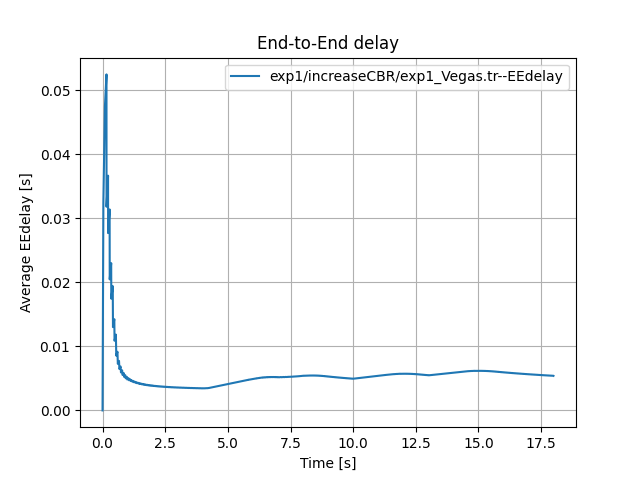 End-to-End delay
exp1/increaseCBR/exp1_Vegas.tr--EEdelay
Average EEdelay [s]
0.05
0.04
0.03
0.02
0.01
0.00
0.0 2.5 5.0 7.5 10.0 12.5 15.0 17.5
Time [s]